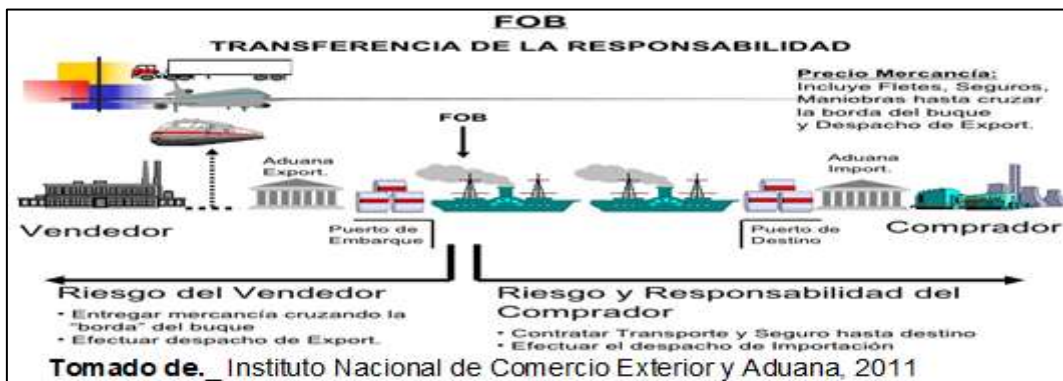 FOB
TRANSFERENCIA DE LA RESPONSABILIDAD
Precio Mercancía:
Incluye Fletes, Seguros,
Maniobras hasta cruzar
la borda del buque
y Despacho de Export.
FOB
Aduana
Export.
Aduana
Import.
Vendedor
Puerto de
Embarque
Puerto de
Destino
Comprador
Riesgo del Vendedor
• Entregar mercancía cruzando la
"borda" del buque
• Efectuar despacho de Export.
Riesgo y Responsabilidad del
Comprador
• Contratar Transporte y Seguro hasta destino
• Efectuar el despacho de Importación
Tomado de._ Instituto Nacional de Comercio Exterior y Aduana, 2011